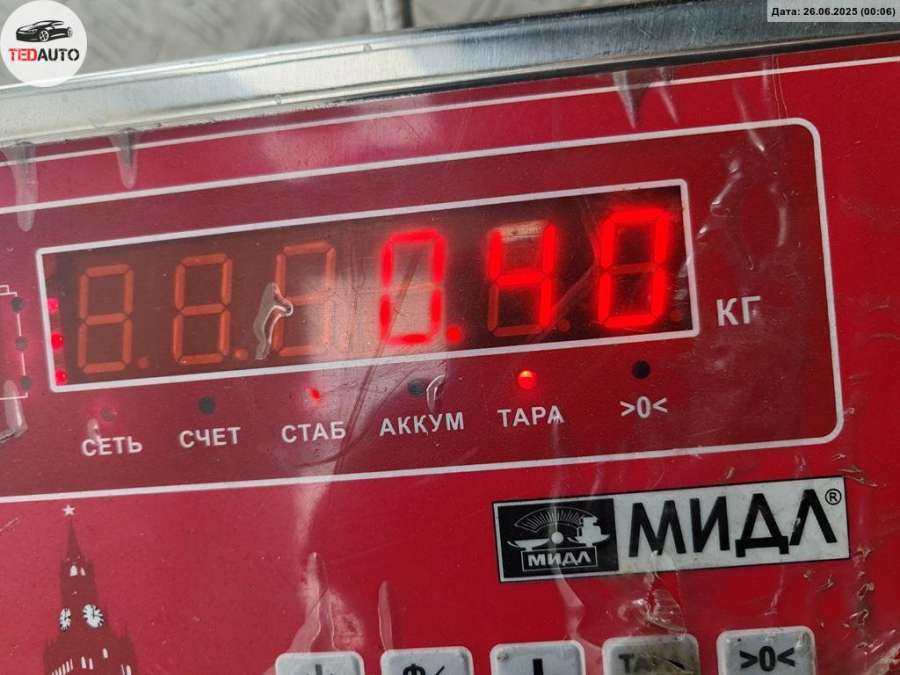 TEDAUTO
Дата: 26.06.2025 (00:06)
0.40
КГ
СЕТЬ СЧЕТ СТАБ АККУМ ТАРА >0<
МИДЛ МИДЛ®
>0<